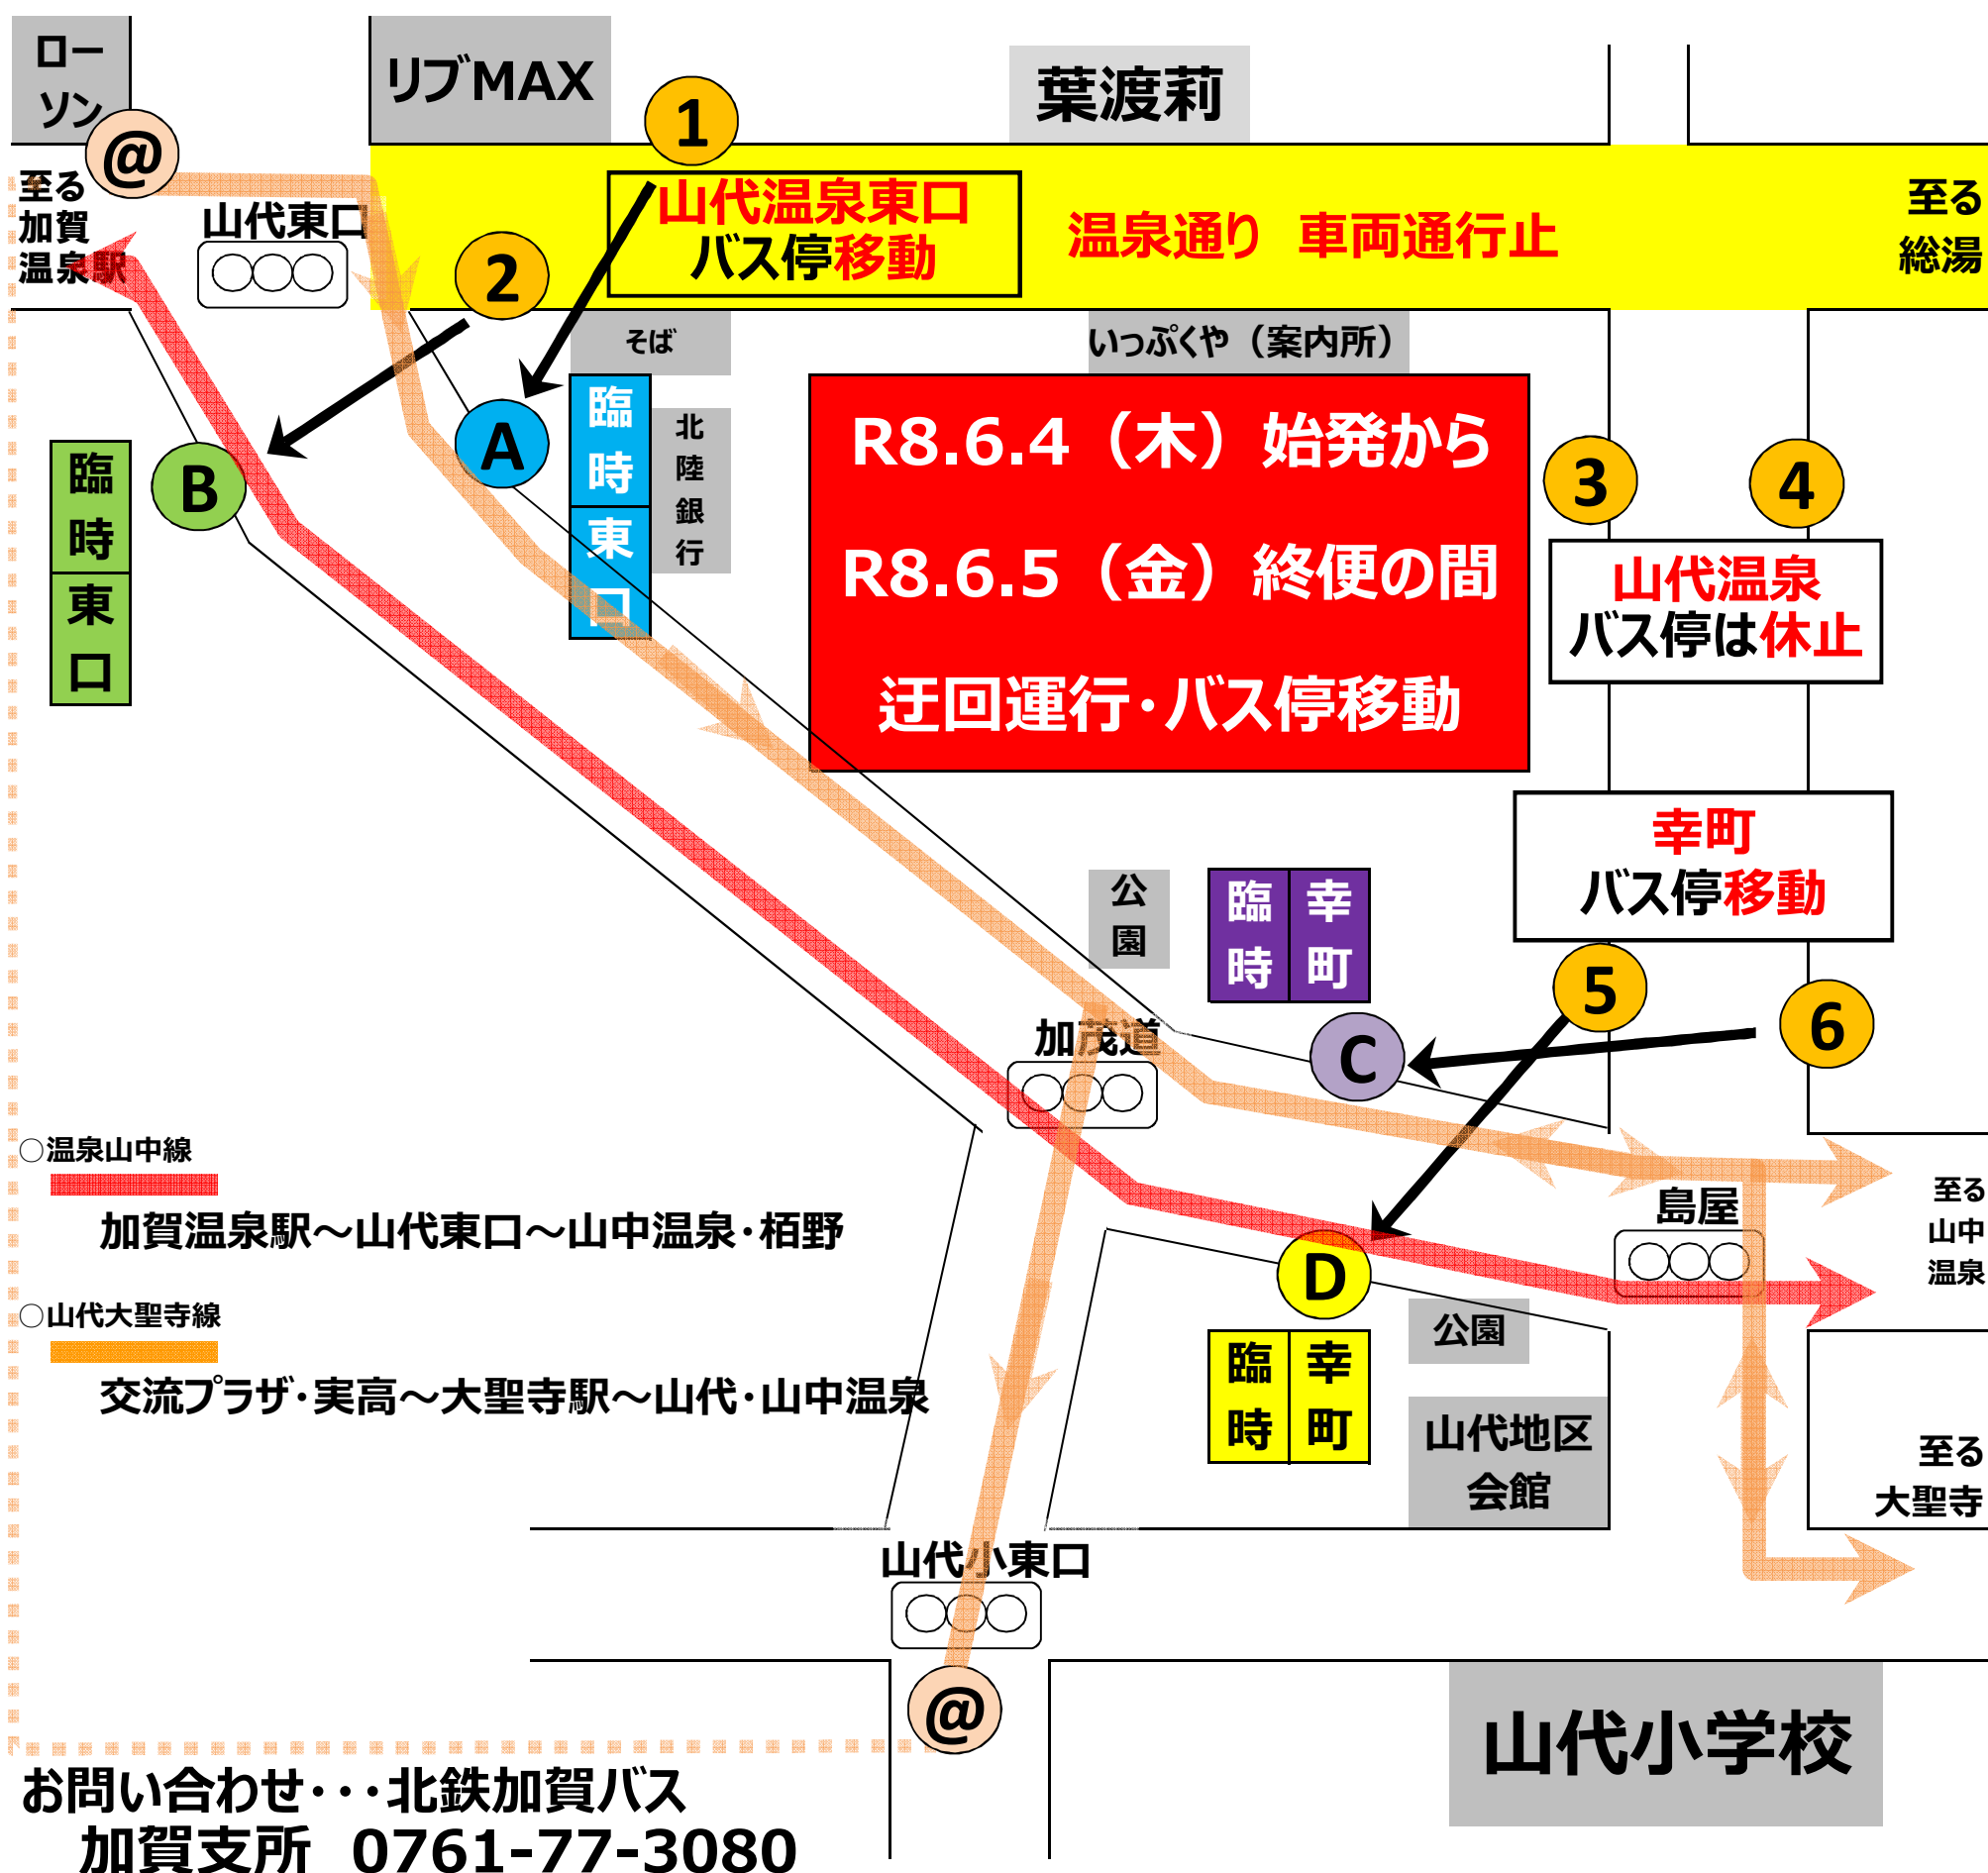 ロー
ソン
リブMAX
葉渡莉
1
@
至る
加賀
温泉駅
山代東口
2
山代温泉東口
バス停移動
温泉通り 車両通行止
至る
総湯
そば
いっぷくや（案内所）
A
臨時東口
北陸銀行
B
臨時東口
R8.6.4（木）始発から
R8.6.5（金）終便の間
迂回運行・バス停移動
3
4
山代温泉
バス停は休止
幸町
バス停移動
公園
臨時
幸町
5
6
C
加茂道
○温泉山中線
加賀温泉駅～山代東口～山中温泉・栢野
○山代大聖寺線
交流プラザ・実高～大聖寺駅～山代・山中温泉
島屋
至る
山中
温泉
D
臨時
幸町
公園
山代地区
会館
至る
大聖寺
山代小東口
@
山代小学校
お問い合わせ・・・北鉄加賀バス
加賀支所 0761-77-3080